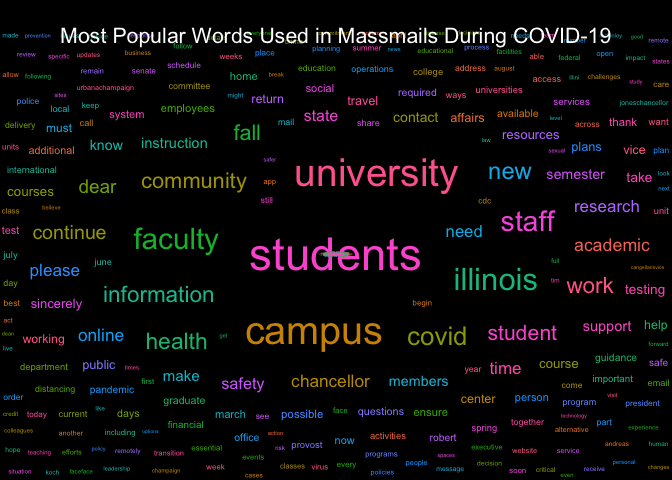 Most Popular Words Used in Massmails During COVID-19
made prevention good remote
review specific updates business follow weeks place planning summer news educational process facilities able federal open impact states
allow following remain senate schedule home break education operations college address august universities access illini challenges study care
urbanachampaign committee social required ways
sites might return travel services joneschancellor
police local keep system employees state contact affairs available level thank want
delivery must call mail share resources across
units additional know instruction fall law plans vice plan
international safer sexual look
courses dear community app university new semester take next
still
class believe cdc research unit
test continue faculty need staff
students academic
july june full cangellarisvice
day please illinois tim work testing
best sincerely information begin
act campus
dean working online health get covid student support help
live forward
department public times make year time course guidance safe
distancing pandemic first safety chancellor members come important email
order graduate center person program visit president
credit today current like days march see possible face questions ensure technology
colleagues financial spring together alternative part experience
another including options office action now activities robert
hope teaching efforts policy remotely transition essential risk provost programs spaces executive website service andreas human
events decision
situation koch faceface leadership champaign week cases classes virus every policies people message soon critical even receive personal changes